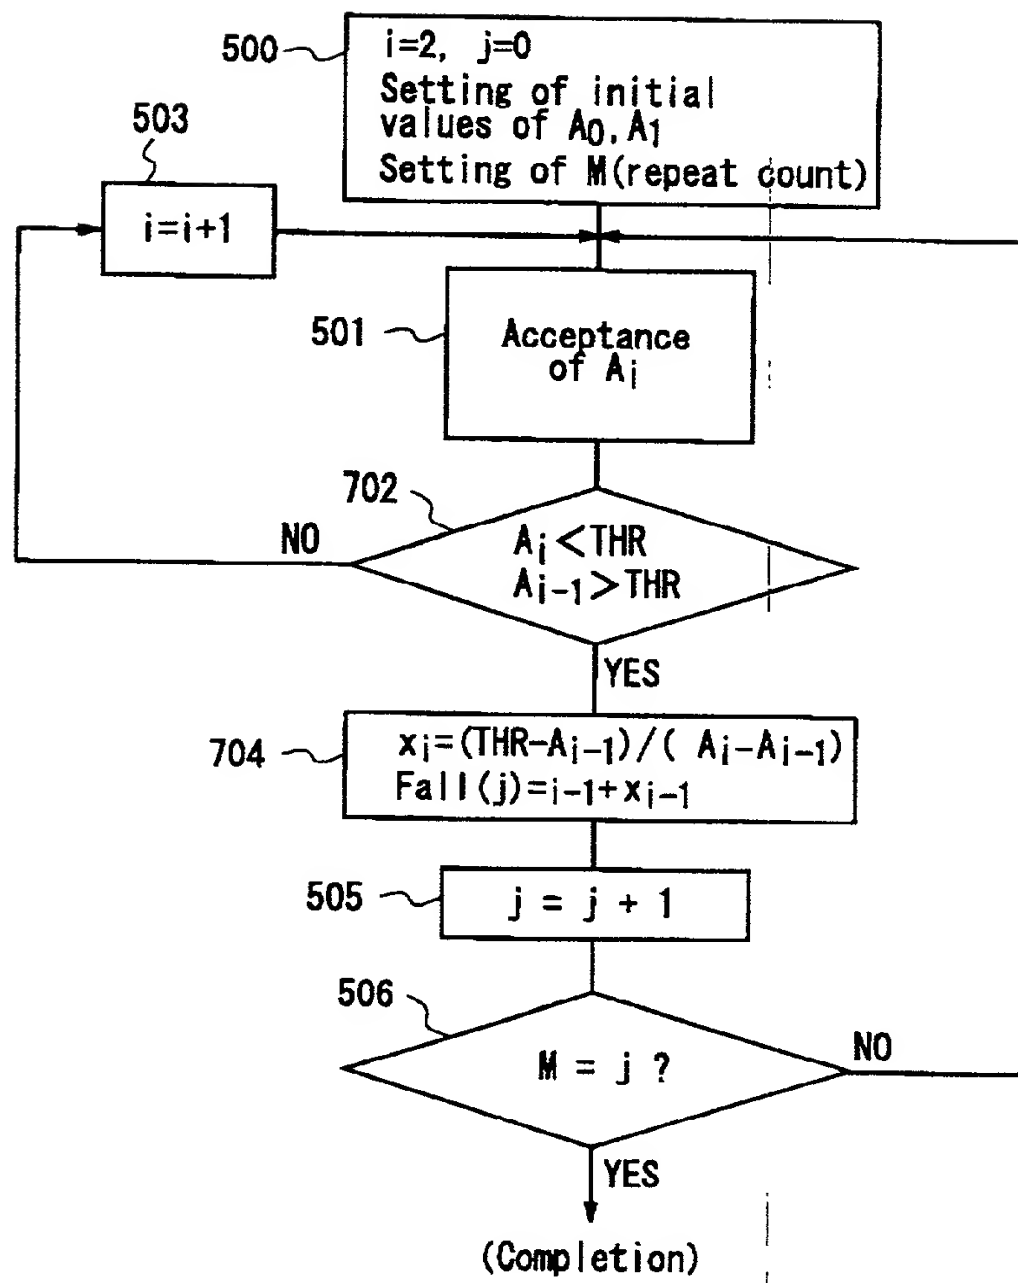 500
i=2, j=0
Setting of initial
values of A0, A1
Setting of M(repeat count)
503
i=i+1
501
Acceptance
of Ai
702
NO
Ai<THR
Ai-1>THR
YES
704
xi=(THR-Ai-1)/( Ai-Ai-1)
Fall(j)=i-1+xi-1
505
j = j + 1
506
M = j ?
NO
YES
(Completion)